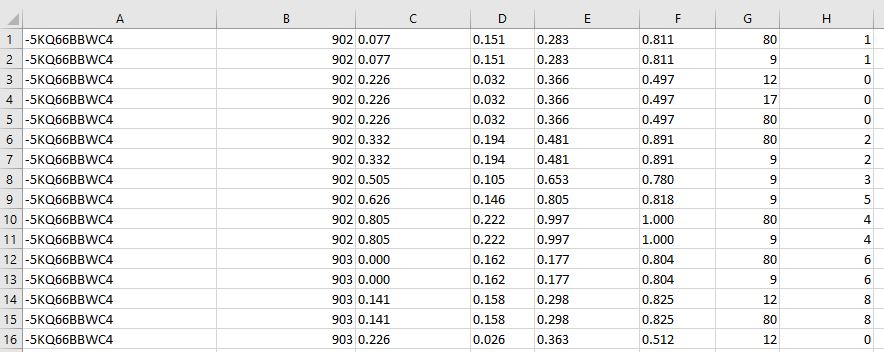 A B C D E F G H
1 -5KQ66BBWC4 902 0.077 0.151 0.283 0.811 80 1
2 -5KQ66BBWC4 902 0.077 0.151 0.283 0.811 9 1
3 -5KQ66BBWC4 902 0.226 0.032 0.366 0.497 12 0
4 -5KQ66BBWC4 902 0.226 0.032 0.366 0.497 17 0
5 -5KQ66BBWC4 902 0.226 0.032 0.366 0.497 80 0
6 -5KQ66BBWC4 902 0.332 0.194 0.481 0.891 80 2
7 -5KQ66BBWC4 902 0.332 0.194 0.481 0.891 9 2
8 -5KQ66BBWC4 902 0.505 0.105 0.653 0.780 9 3
9 -5KQ66BBWC4 902 0.626 0.146 0.805 0.818 9 5
10 -5KQ66BBWC4 902 0.805 0.222 0.997 1.000 80 4
11 -5KQ66BBWC4 902 0.805 0.222 0.997 1.000 9 4
12 -5KQ66BBWC4 903 0.000 0.162 0.177 0.804 80 6
13 -5KQ66BBWC4 903 0.000 0.162 0.177 0.804 9 6
14 -5KQ66BBWC4 903 0.141 0.158 0.298 0.825 12 8
15 -5KQ66BBWC4 903 0.141 0.158 0.298 0.825 80 8
16 -5KQ66BBWC4 903 0.226 0.026 0.363 0.512 12 0